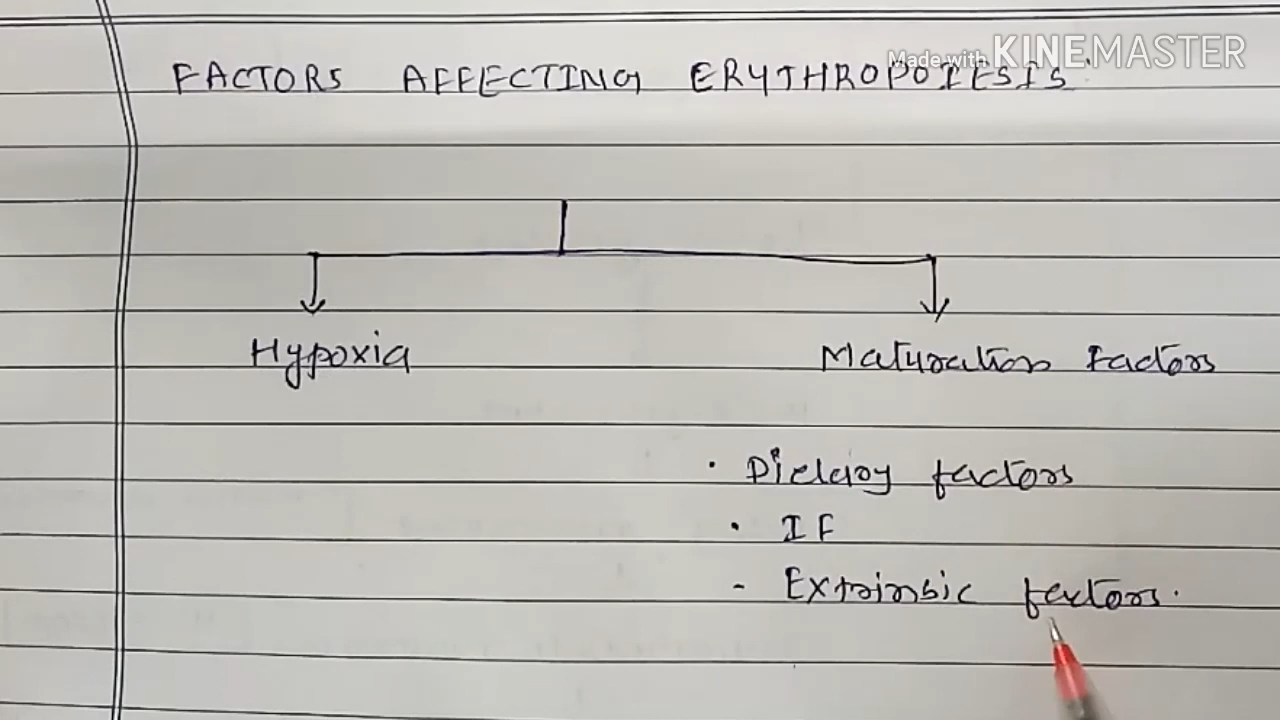 Made with KINEMASTER
FACTORS AFFECTING ERYTHROPOIESIS
Hypoxia
Maturation Factors
• Dietary factors
• IF
- Extrinsic factors.